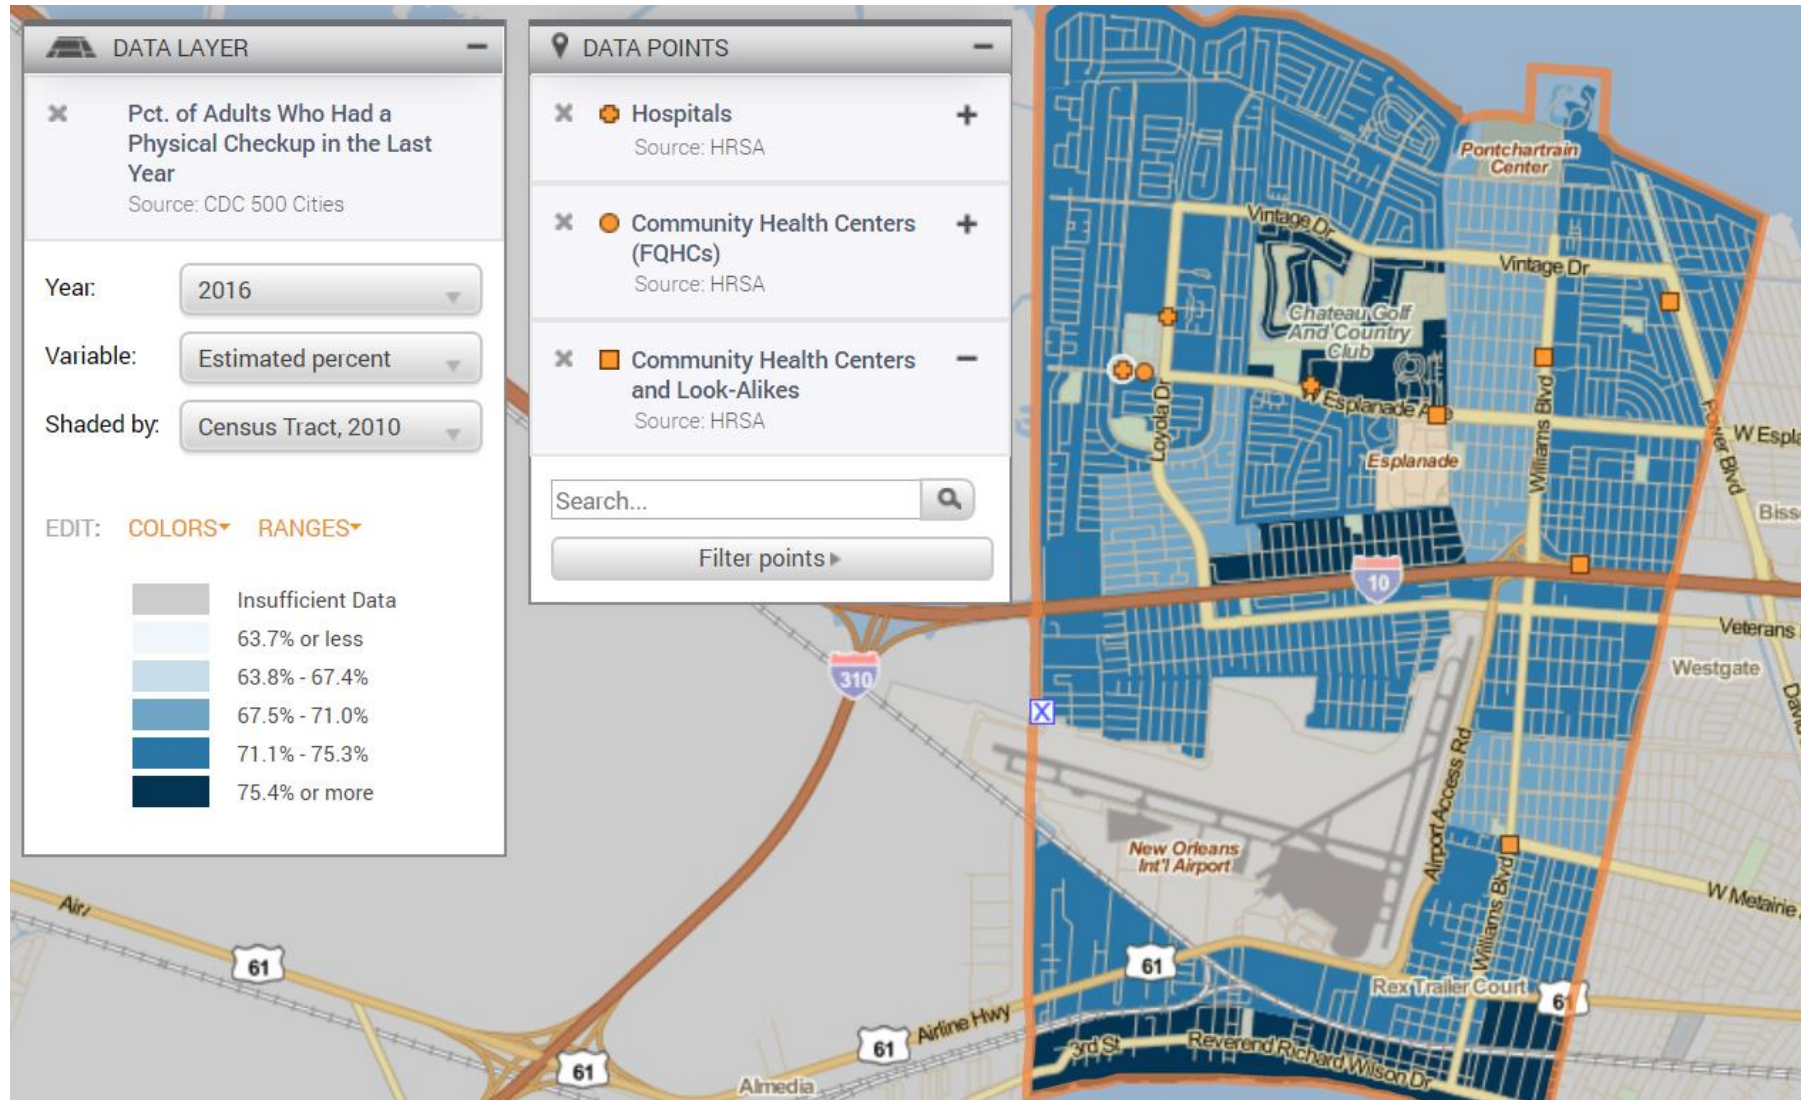 DATA LAYER
Pct. of Adults Who Had a
Physical Checkup in the Last
Year
Source: CDC 500 Cities
Year:
2016
Variable:
Estimated percent
Shaded by:
Census Tract, 2010
EDIT: COLORS RANGES
Insufficient Data
63.7% or less
63.8% - 67.4%
67.5% - 71.0%
71.1% - 75.3%
75.4% or more
DATA POINTS
Hospitals
Source: HRSA
Community Health Centers
(FQHCs)
Source: HRSA
Community Health Centers
and Look-Alikes
Source: HRSA
Search...
Filter points
Pontchartrain
Center
Vintage Dr
Vintage Dr
Chateau Golf
And Country
Club
W Esplanade Ave
Loyola Dr
Esplanade
Williams Blvd
Power Blvd
W Espla
Biss
10
Veterans
Westgate
310
X
Airport Access Rd
New Orleans
Int'l Airport
Williams Blvd
W Metairie
David
Air
61
61
Rex Trailer Court
61
Airline Hwy
61
3rd St
Reverend Richard Wilson Dr
61
Almedia